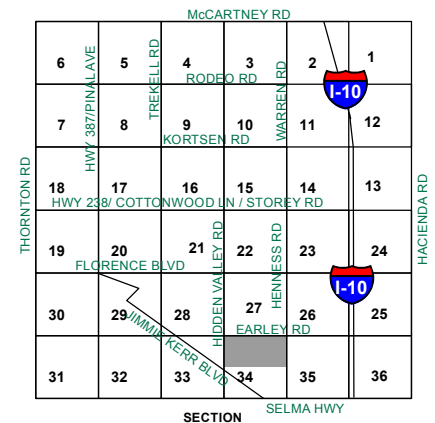 McCARTNEY RD
6 5 4 3 2 1
RODEO RD
I-10
7 8 9 10 11 12
KORTSEN RD
18 17 16 15 14 13
HWY 238/ COTTONWOOD LN / STOREY RD
19 20 21 22 23 24
FLORENCE BLVD
I-10
30 29 28 27 26 25
EARLEY RD
31 32 33 34 35 36
SELMA HWY
SECTION
THORNTON RD
HWY 387/PINAL AVE
TREKELL RD
HIDDEN VALLEY RD
JIMMIE KERR BLVD
WARREN RD
HENNESS RD
HACIENDA RD